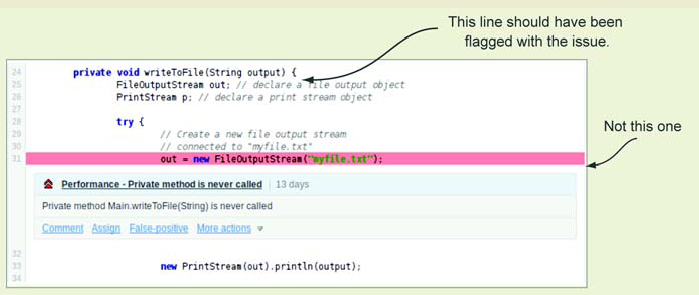 This line should have been
flagged with the issue.
24 private void writeToFile(String output) {
25 FileOutputStream out; // declare a file output object
26 PrintStream p; // declare a print stream object
27
28 try {
29 // Create a new file output stream
30 // connected to "myfile.txt"
Not this one
31 out = new FileOutputStream("myfile.txt");
Performance - Private method is never called | 13 days
Private method Main.writeToFile(String) is never called
Comment Assign False-positive More actions
32
33 new PrintStream(out).println(output);
34